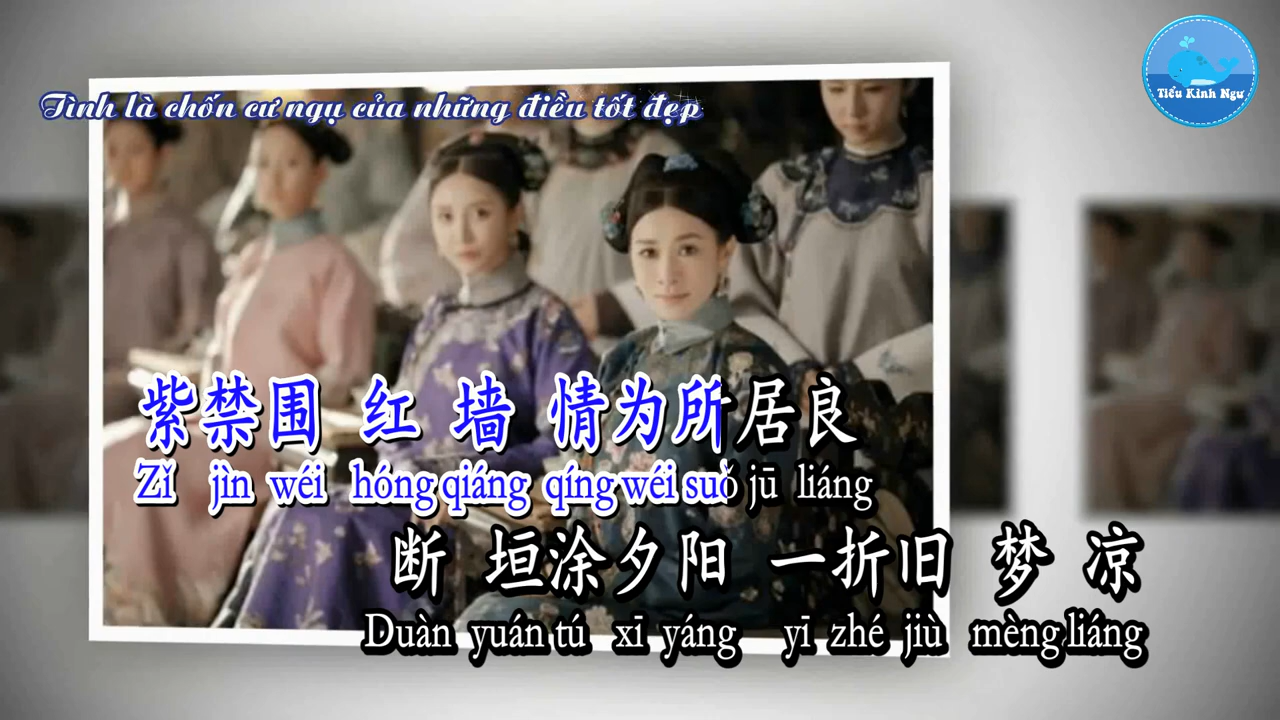 Tiểu Kình Ngư
Tình là chốn cư ngụ của những điều tốt đẹp
紫禁围 红 墙 情为所居良
Zǐ jìn wéi hóng qiáng qíng wéi suǒ jū liáng
断 垣涂夕阳 一折旧 梦 凉
Duàn yuán tú xī yáng yī zhé jiù mèng liáng